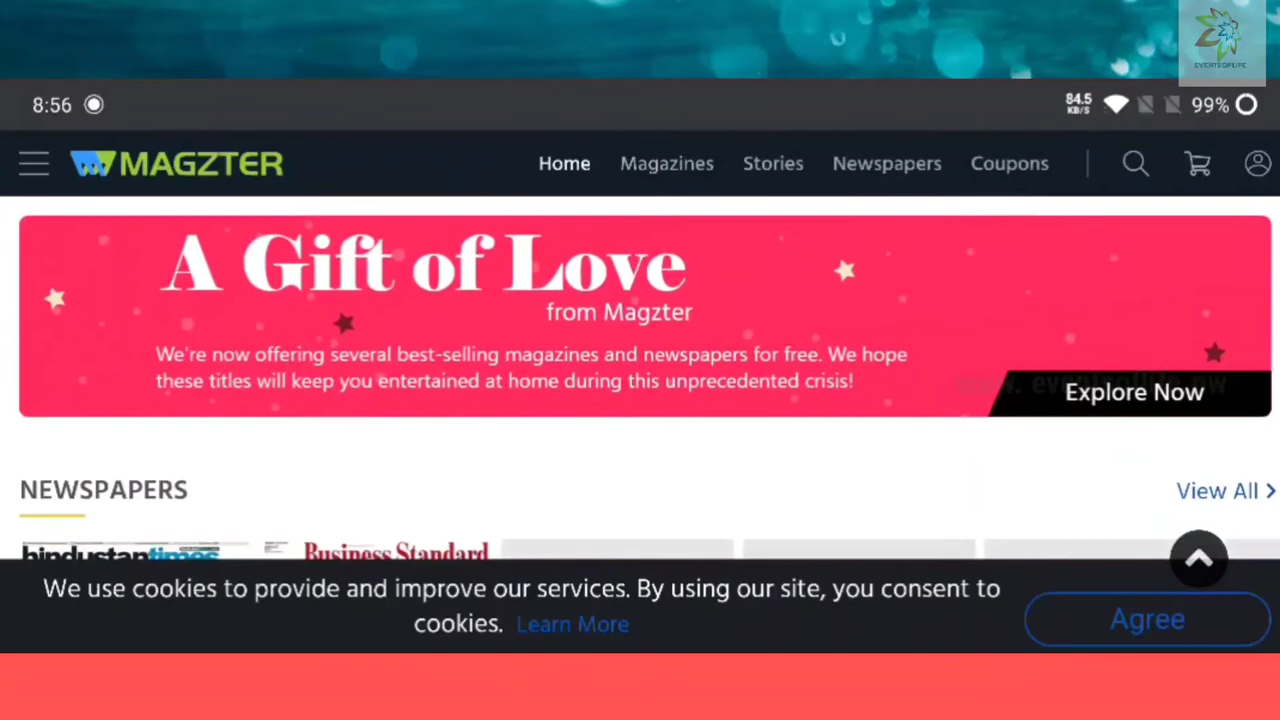 EVENTSOFLIFE
8:56
84.5
KB/S
99%
MAGZTER
Home
Magazines
Stories
Newspapers
Coupons
A Gift of Love
from Magzter
We're now offering several best-selling magazines and newspapers for free. We hope
these titles will keep you entertained at home during this unprecedented crisis!
Explore Now
NEWSPAPERS
View All
hindustantimes
Business Standard
We use cookies to provide and improve our services. By using our site, you consent to
cookies. Learn More
Agree